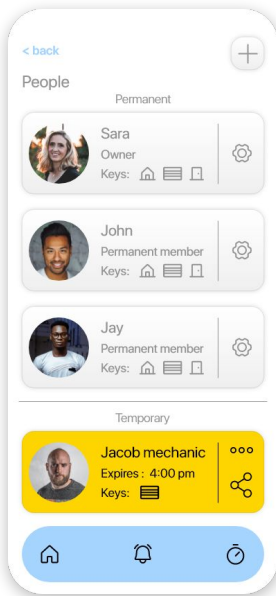 < back
People
Permanent
Sara
Owner
Keys:
John
Permanent member
Keys:
Jay
Permanent member
Keys:
Temporary
Jacob mechanic
Expires : 4:00 pm
Keys: